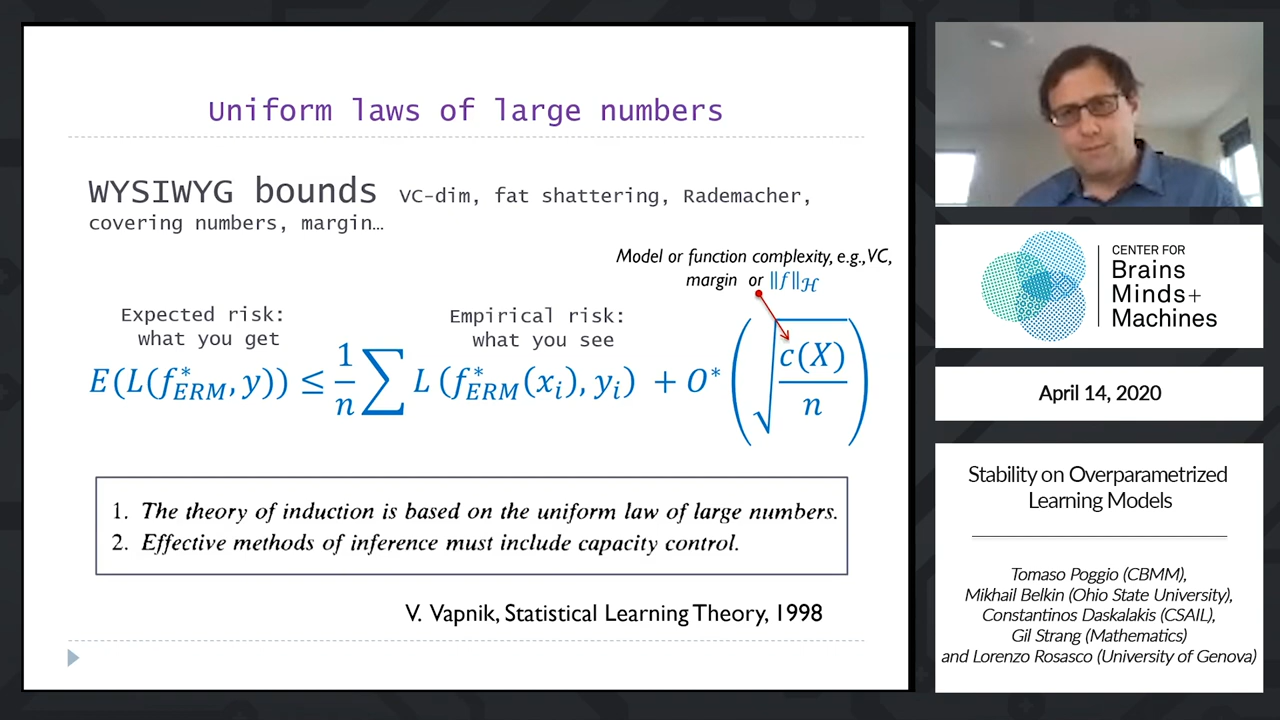 Uniform laws of large numbers
WYSIWYG bounds VC-dim, fat shattering, Rademacher,
covering numbers, margin…
Model or function complexity, e.g., VC,
margin or ‖f‖ℋ
Expected risk:
what you get
Empirical risk:
what you see
E(L(f*ERM, y)) ≤ 1/n ∑ L (f*ERM(xᵢ), yᵢ) + O* (√(c(X)/n))
1. The theory of induction is based on the uniform law of large numbers.
2. Effective methods of inference must include capacity control.
V. Vapnik, Statistical Learning Theory, 1998
CENTER FOR
Brains
Minds+
Machines
April 14, 2020
Stability on Overparametrized
Learning Models
Tomaso Poggio (CBMM),
Mikhail Belkin (Ohio State University),
Constantinos Daskalakis (CSAIL),
Gil Strang (Mathematics)
and Lorenzo Rosasco (University of Genova)